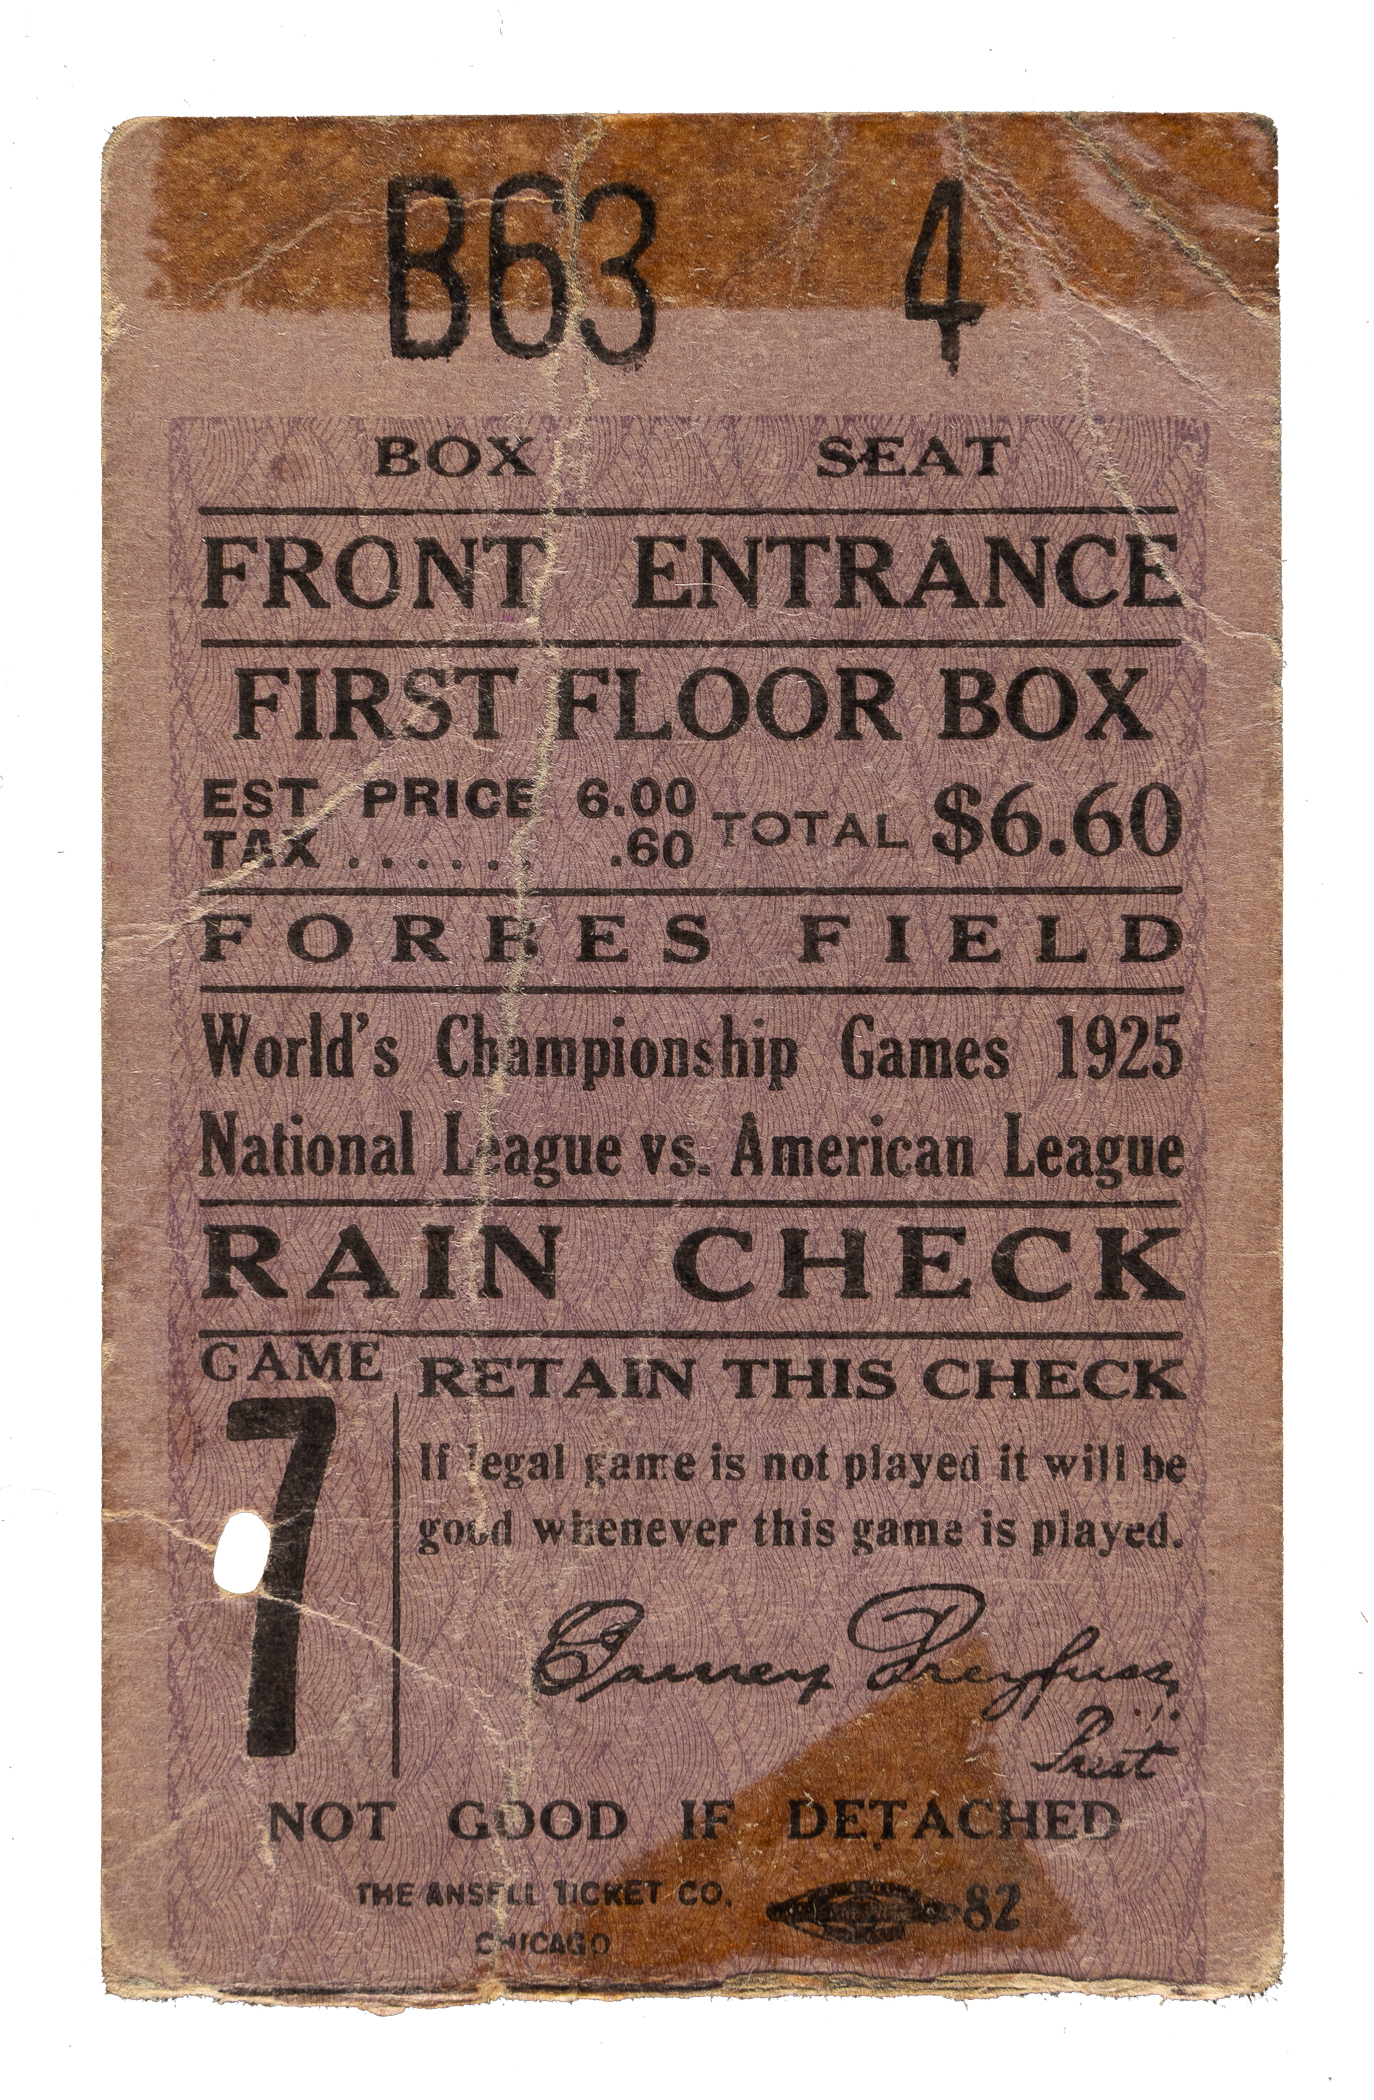 B63 4
BOX SEAT
FRONT ENTRANCE
FIRST FLOOR BOX
EST PRICE 6.00
TAX ...... .60
TOTAL $6.60
FORBES FIELD
World's Championship Games 1925
National League vs. American League
RAIN CHECK
GAME
7
RETAIN THIS CHECK
If legal game is not played it will be
good whenever this game is played.
Barney Dreyfuss
Prest
NOT GOOD IF DETACHED
THE ANSELL TICKET CO.
CHICAGO
82